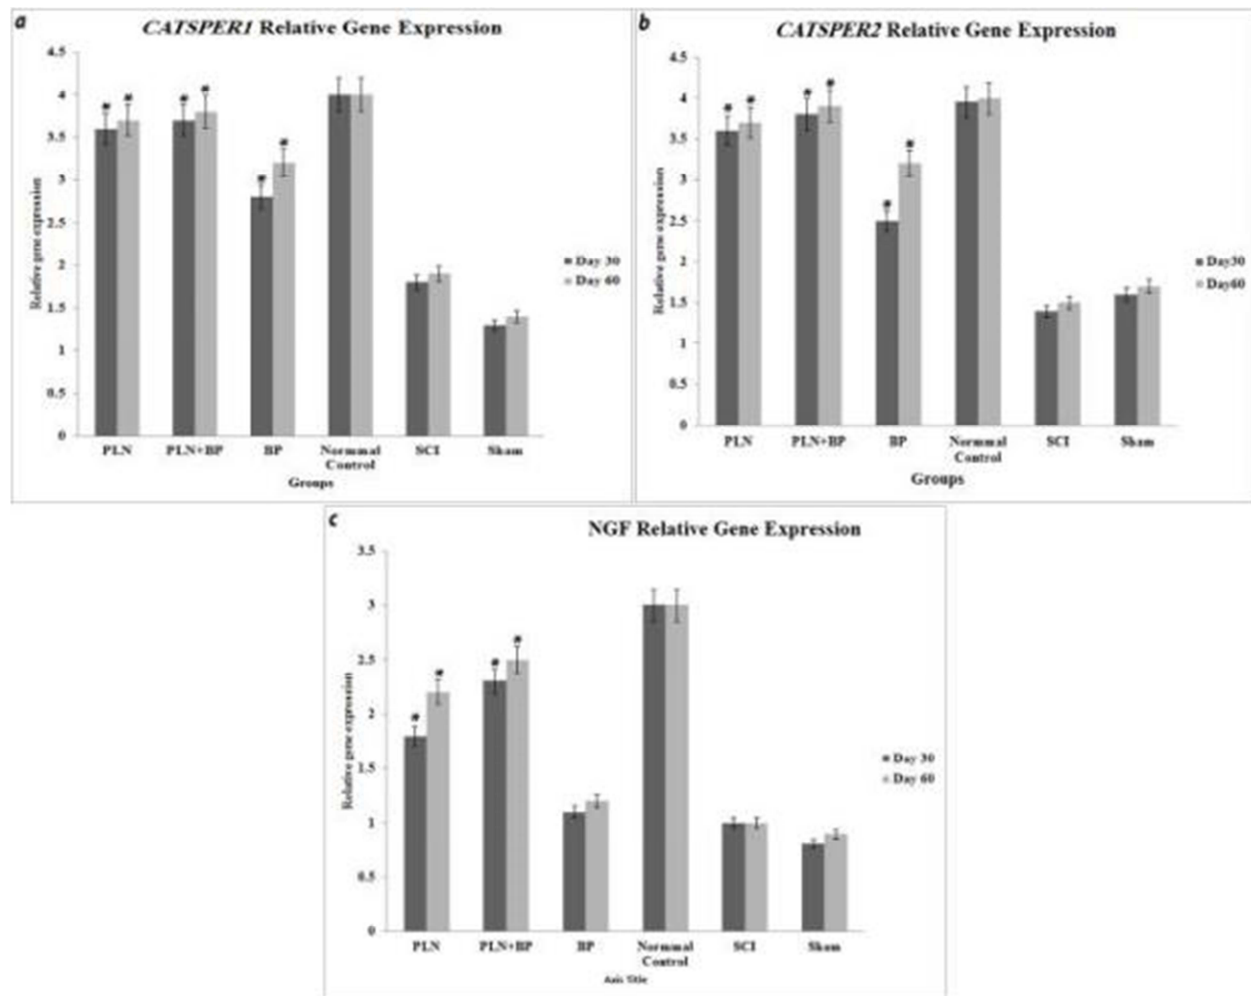 a
CATSPER1 Relative Gene Expression
4.5
4
3.5
3
2.5
2
1.5
1
0.5
0
Relative gene expression
# # # # # #
PLN PLN+BP BP Normmal Control SCI Sham
Groups
Day 30
Day 60
b
CATSPER2 Relative Gene Expression
4.5
4
3.5
3
2.5
2
1.5
1
0.5
0
Relative gene expression
# # # # # #
PLN PLN+BP BP Normmal Control SCI Sham
Groups
Day30
Day60
c
NGF Relative Gene Expression
3.5
3
2.5
2
1.5
1
0.5
0
Relative gene expression
# # # #
PLN PLN+BP BP Normmal Control SCI Sham
Axis Title
Day 30
Day 60